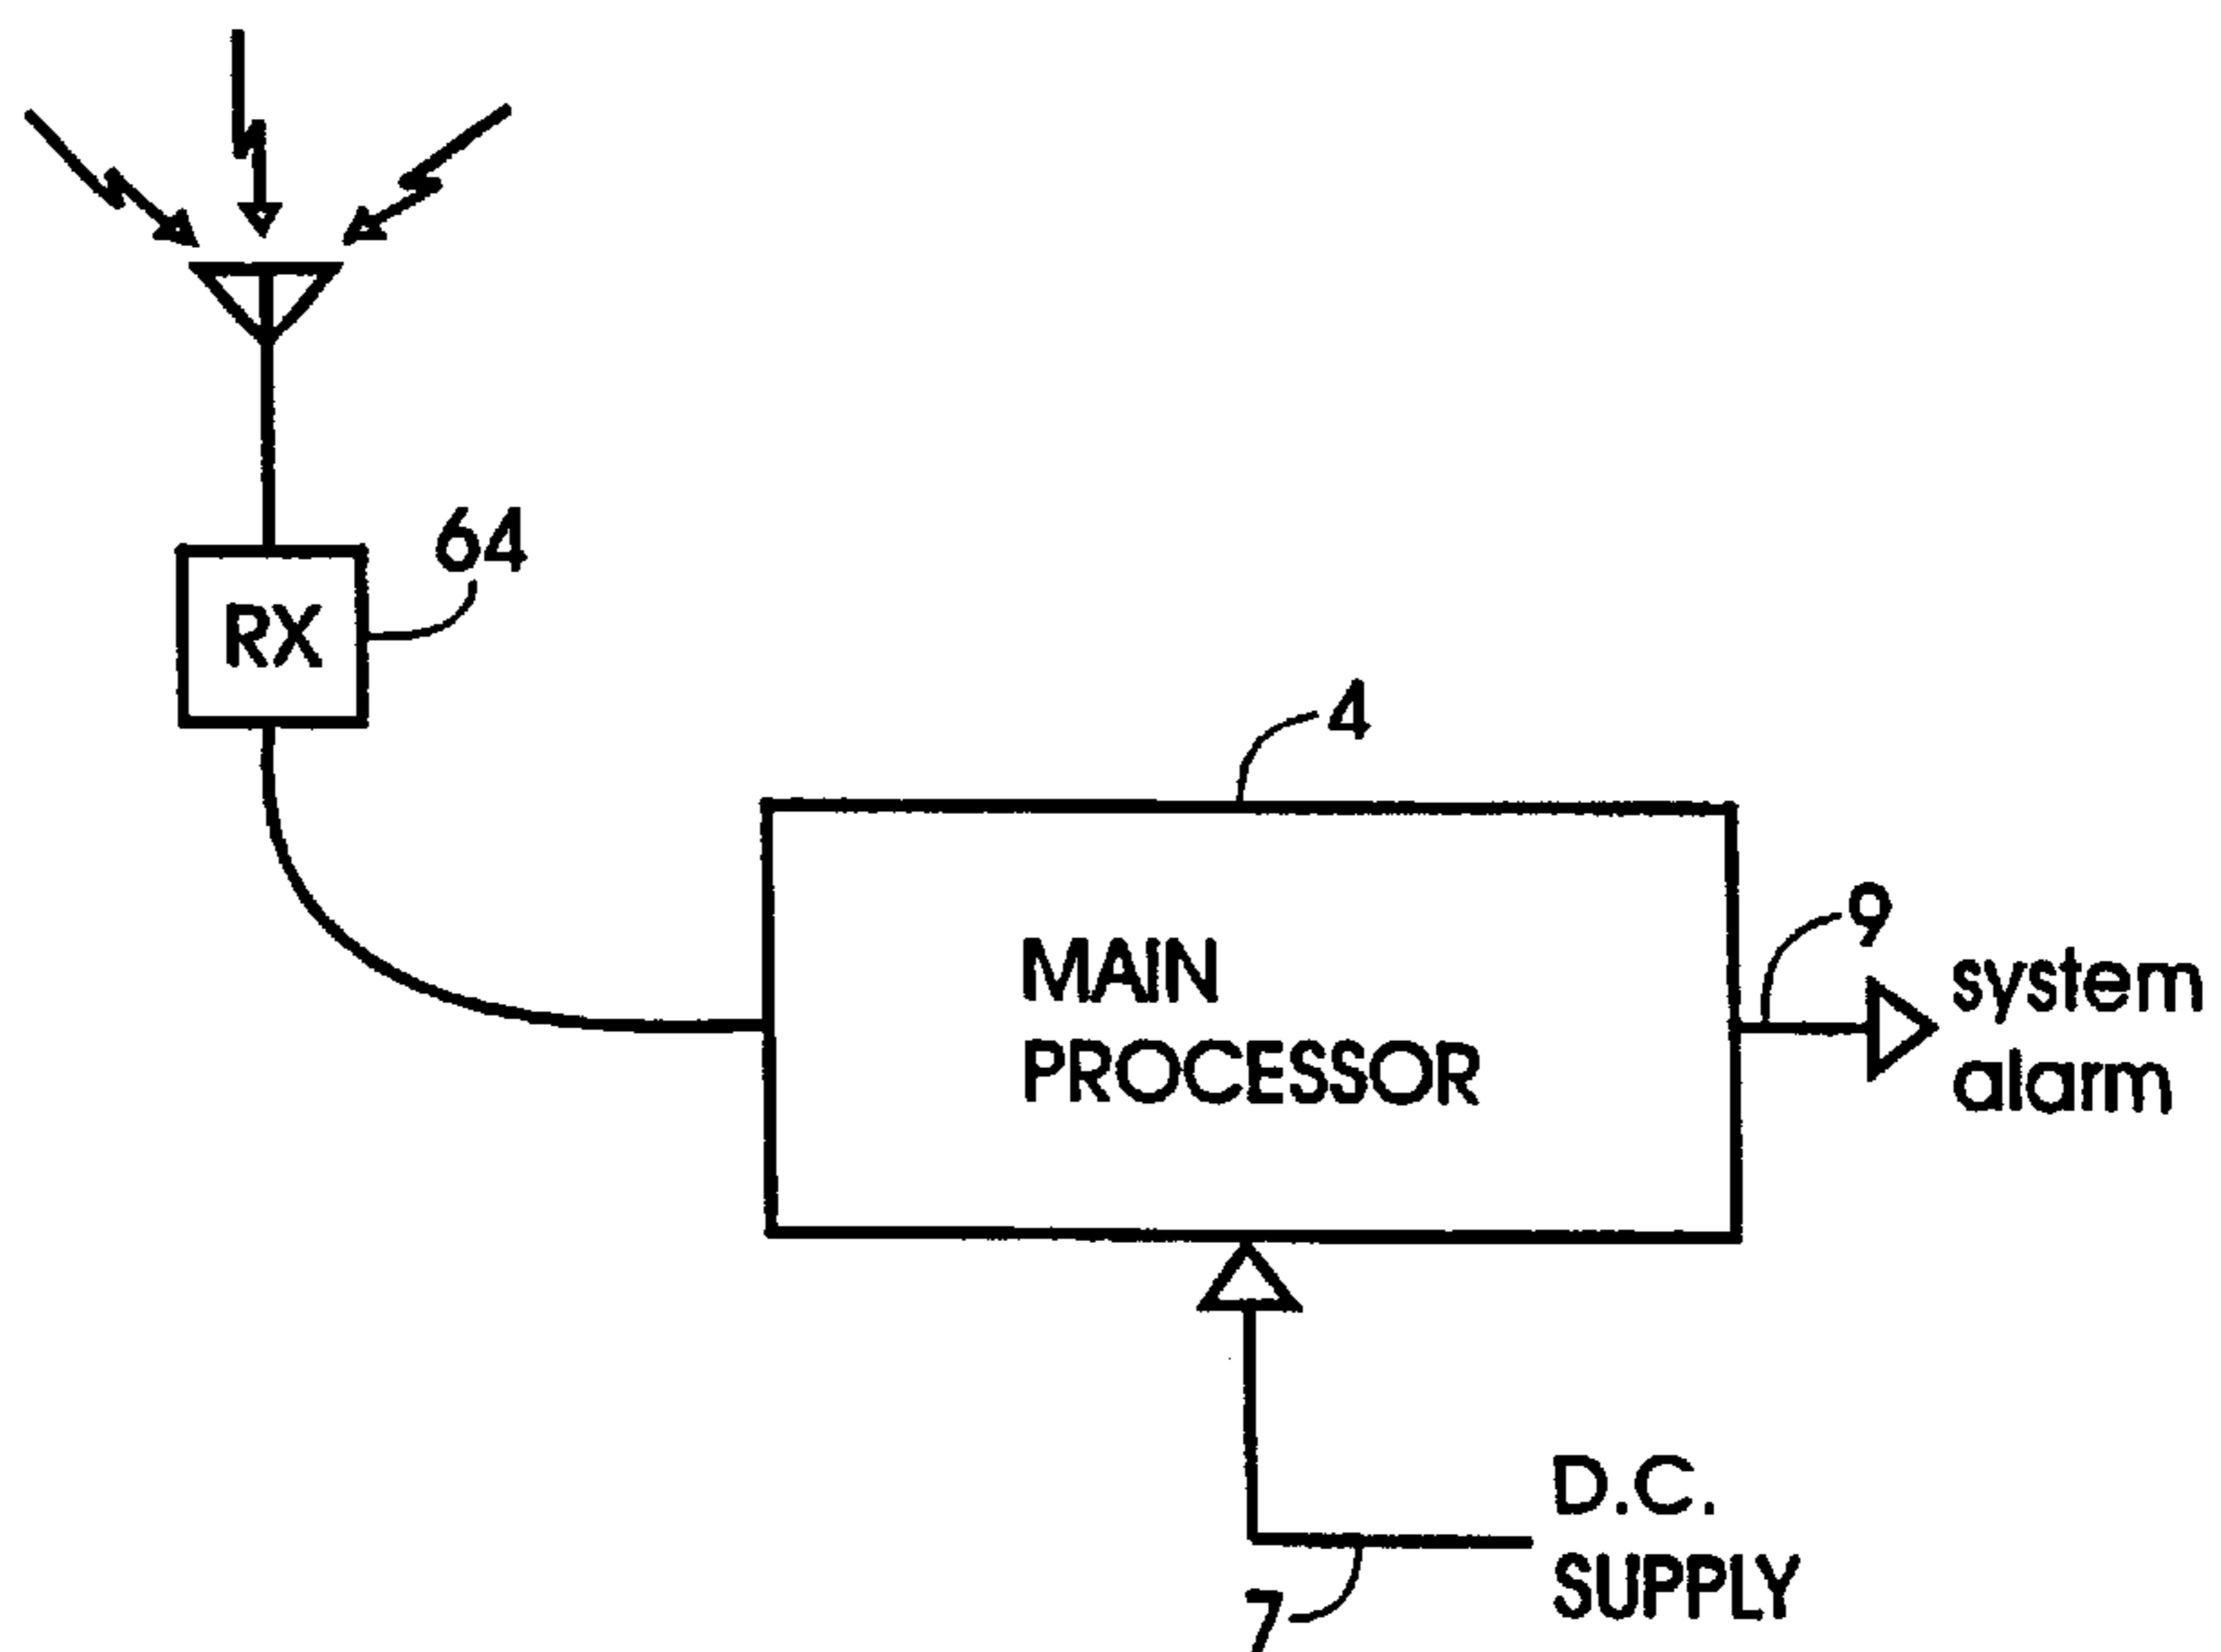 64
RX
4
9
MAIN
PROCESSOR
system
alarm
D.C.
SUPPLY
7